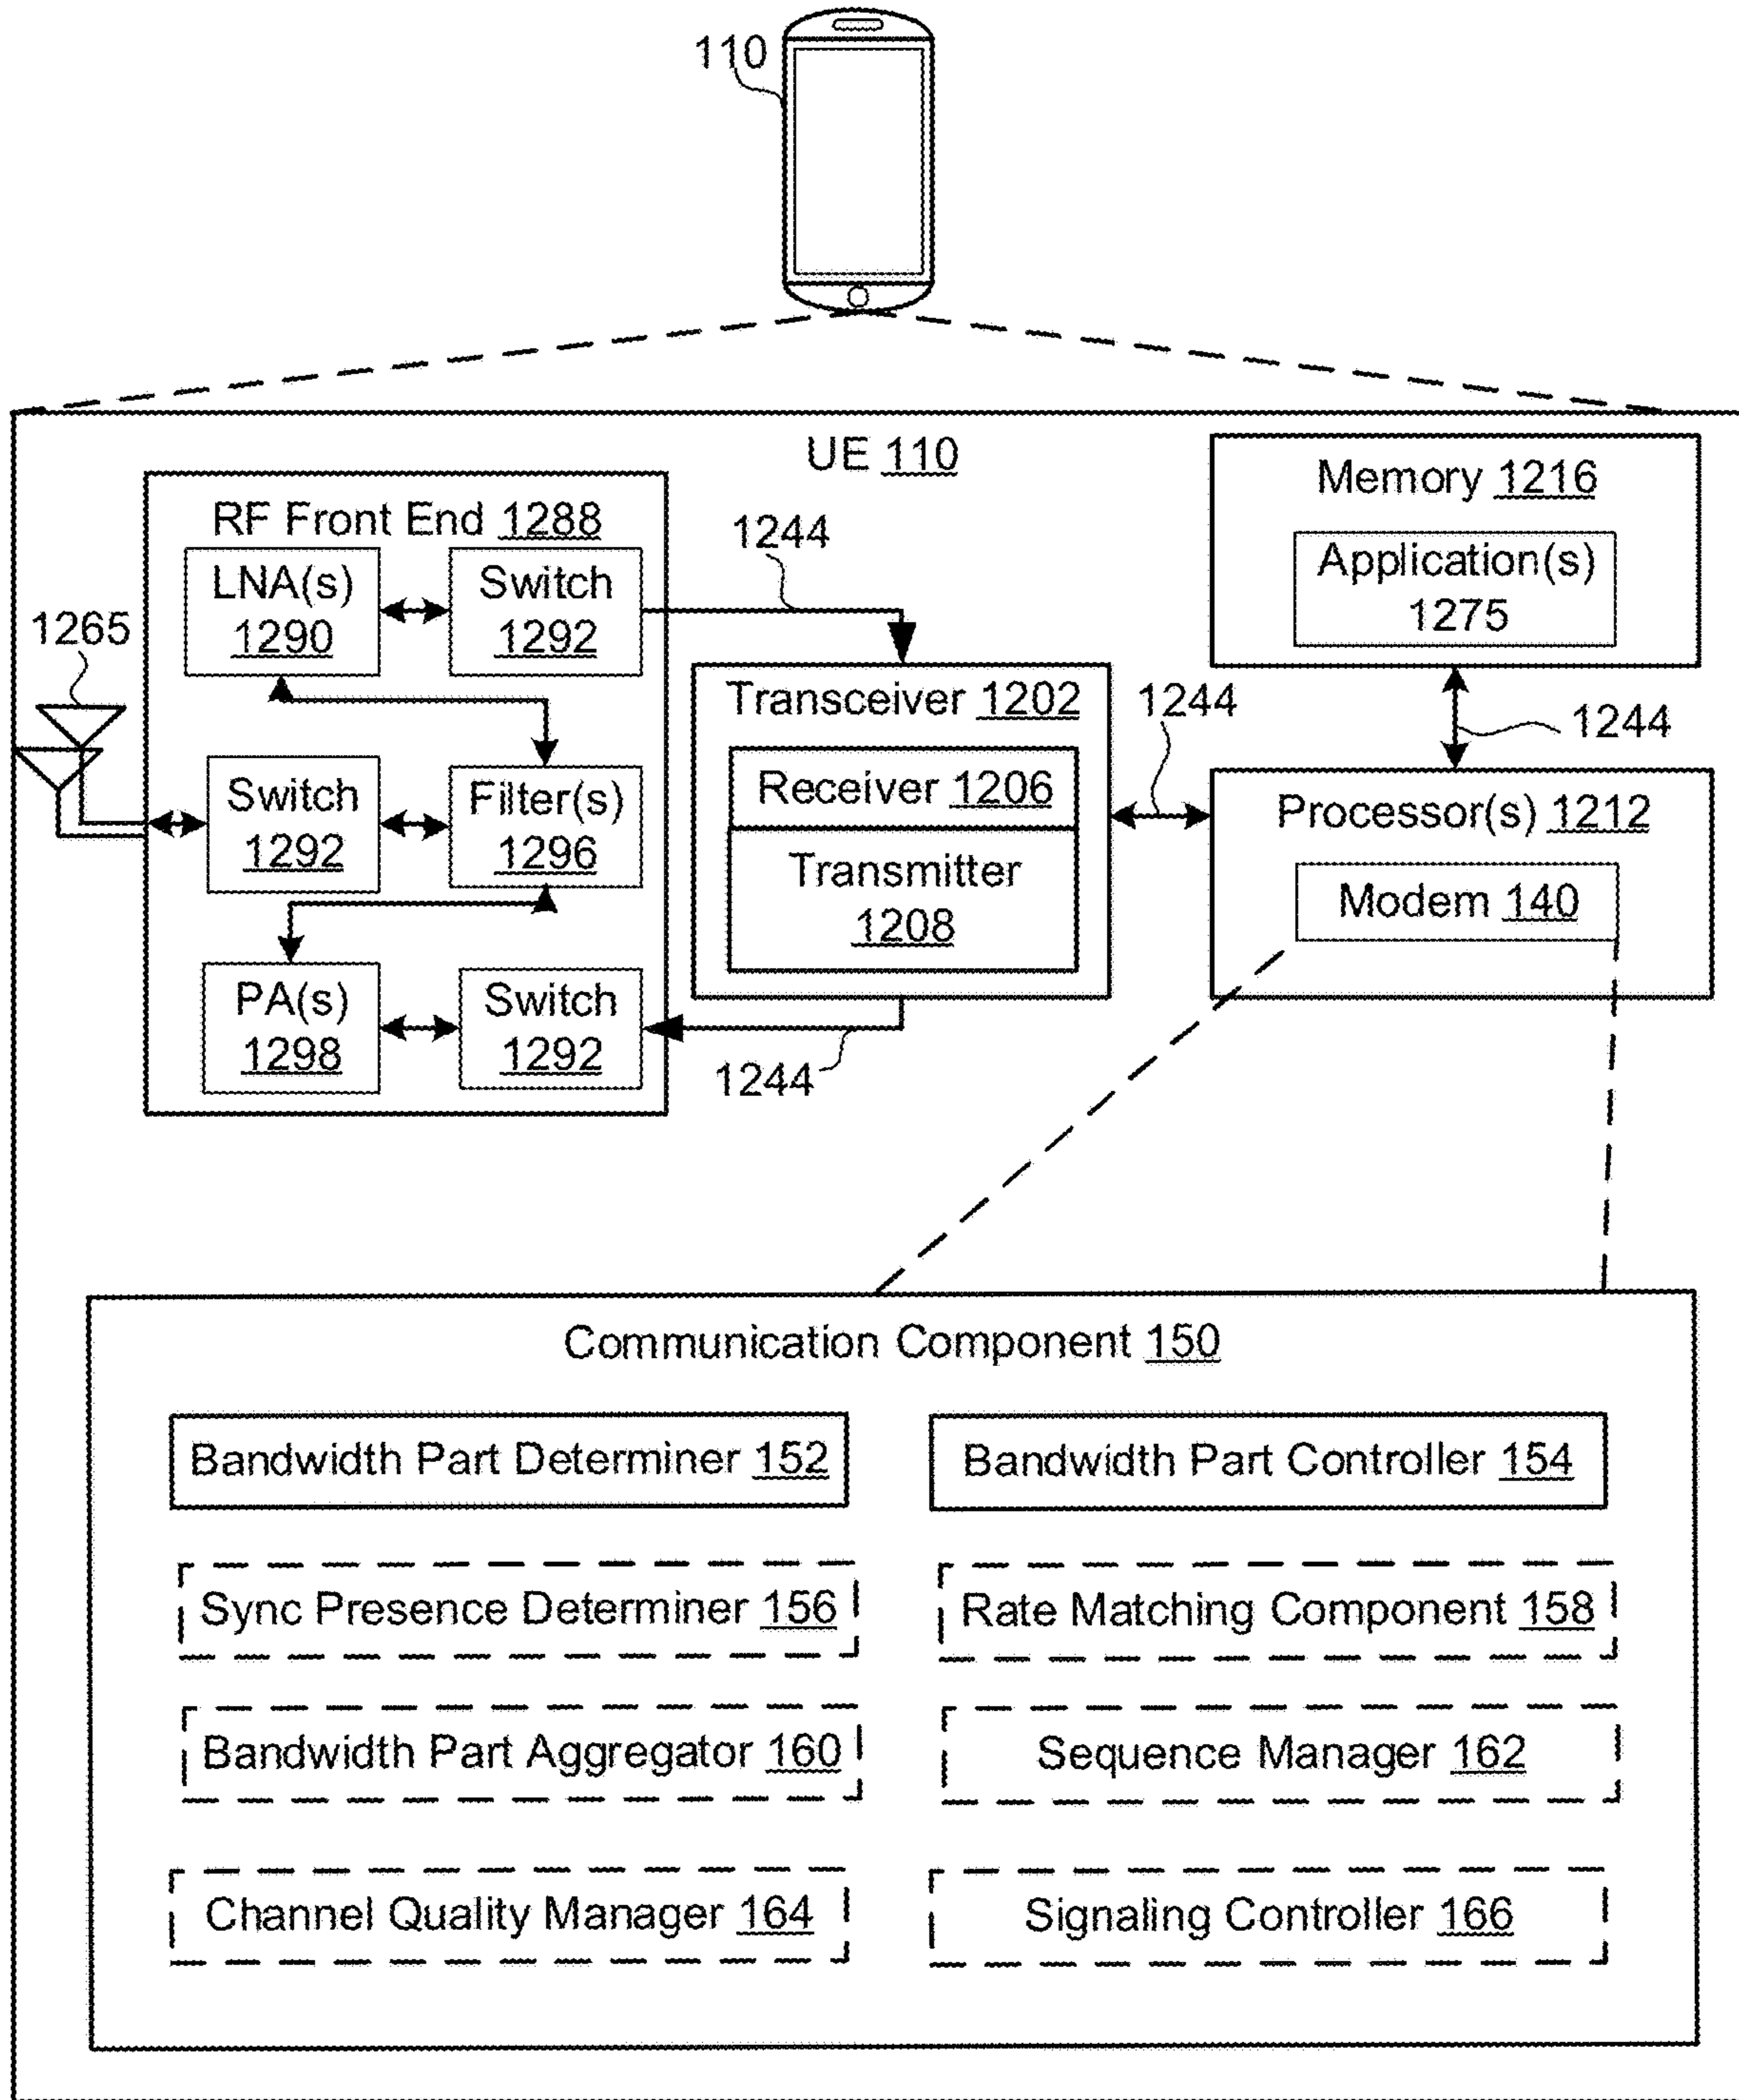 110
UE 110
RF Front End 1288
LNA(s)
1290
Switch
1292
1244
1265
Switch
1292
Filter(s)
1296
PA(s)
1298
Switch
1292
1244
Transceiver 1202
Receiver 1206
Transmitter
1208
1244
Memory 1216
Application(s)
1275
1244
Processor(s) 1212
Modem 140
Communication Component 150
Bandwidth Part Determiner 152
Bandwidth Part Controller 154
Sync Presence Determiner 156
Rate Matching Component 158
Bandwidth Part Aggregator 160
Sequence Manager 162
Channel Quality Manager 164
Signaling Controller 166